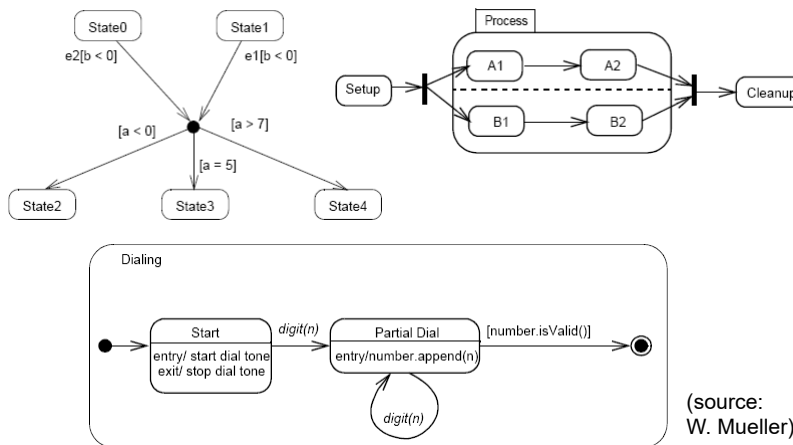 State0
State1
e2[b < 0]
e1[b < 0]
[a < 0]
[a > 7]
[a = 5]
State2
State3
State4
Process
Setup
A1
A2
B1
B2
Cleanup
Dialing
Start
entry/ start dial tone
exit/ stop dial tone
digit(n)
Partial Dial
entry/number.append(n)
digit(n)
[number.isValid()]
(source:
W. Mueller)